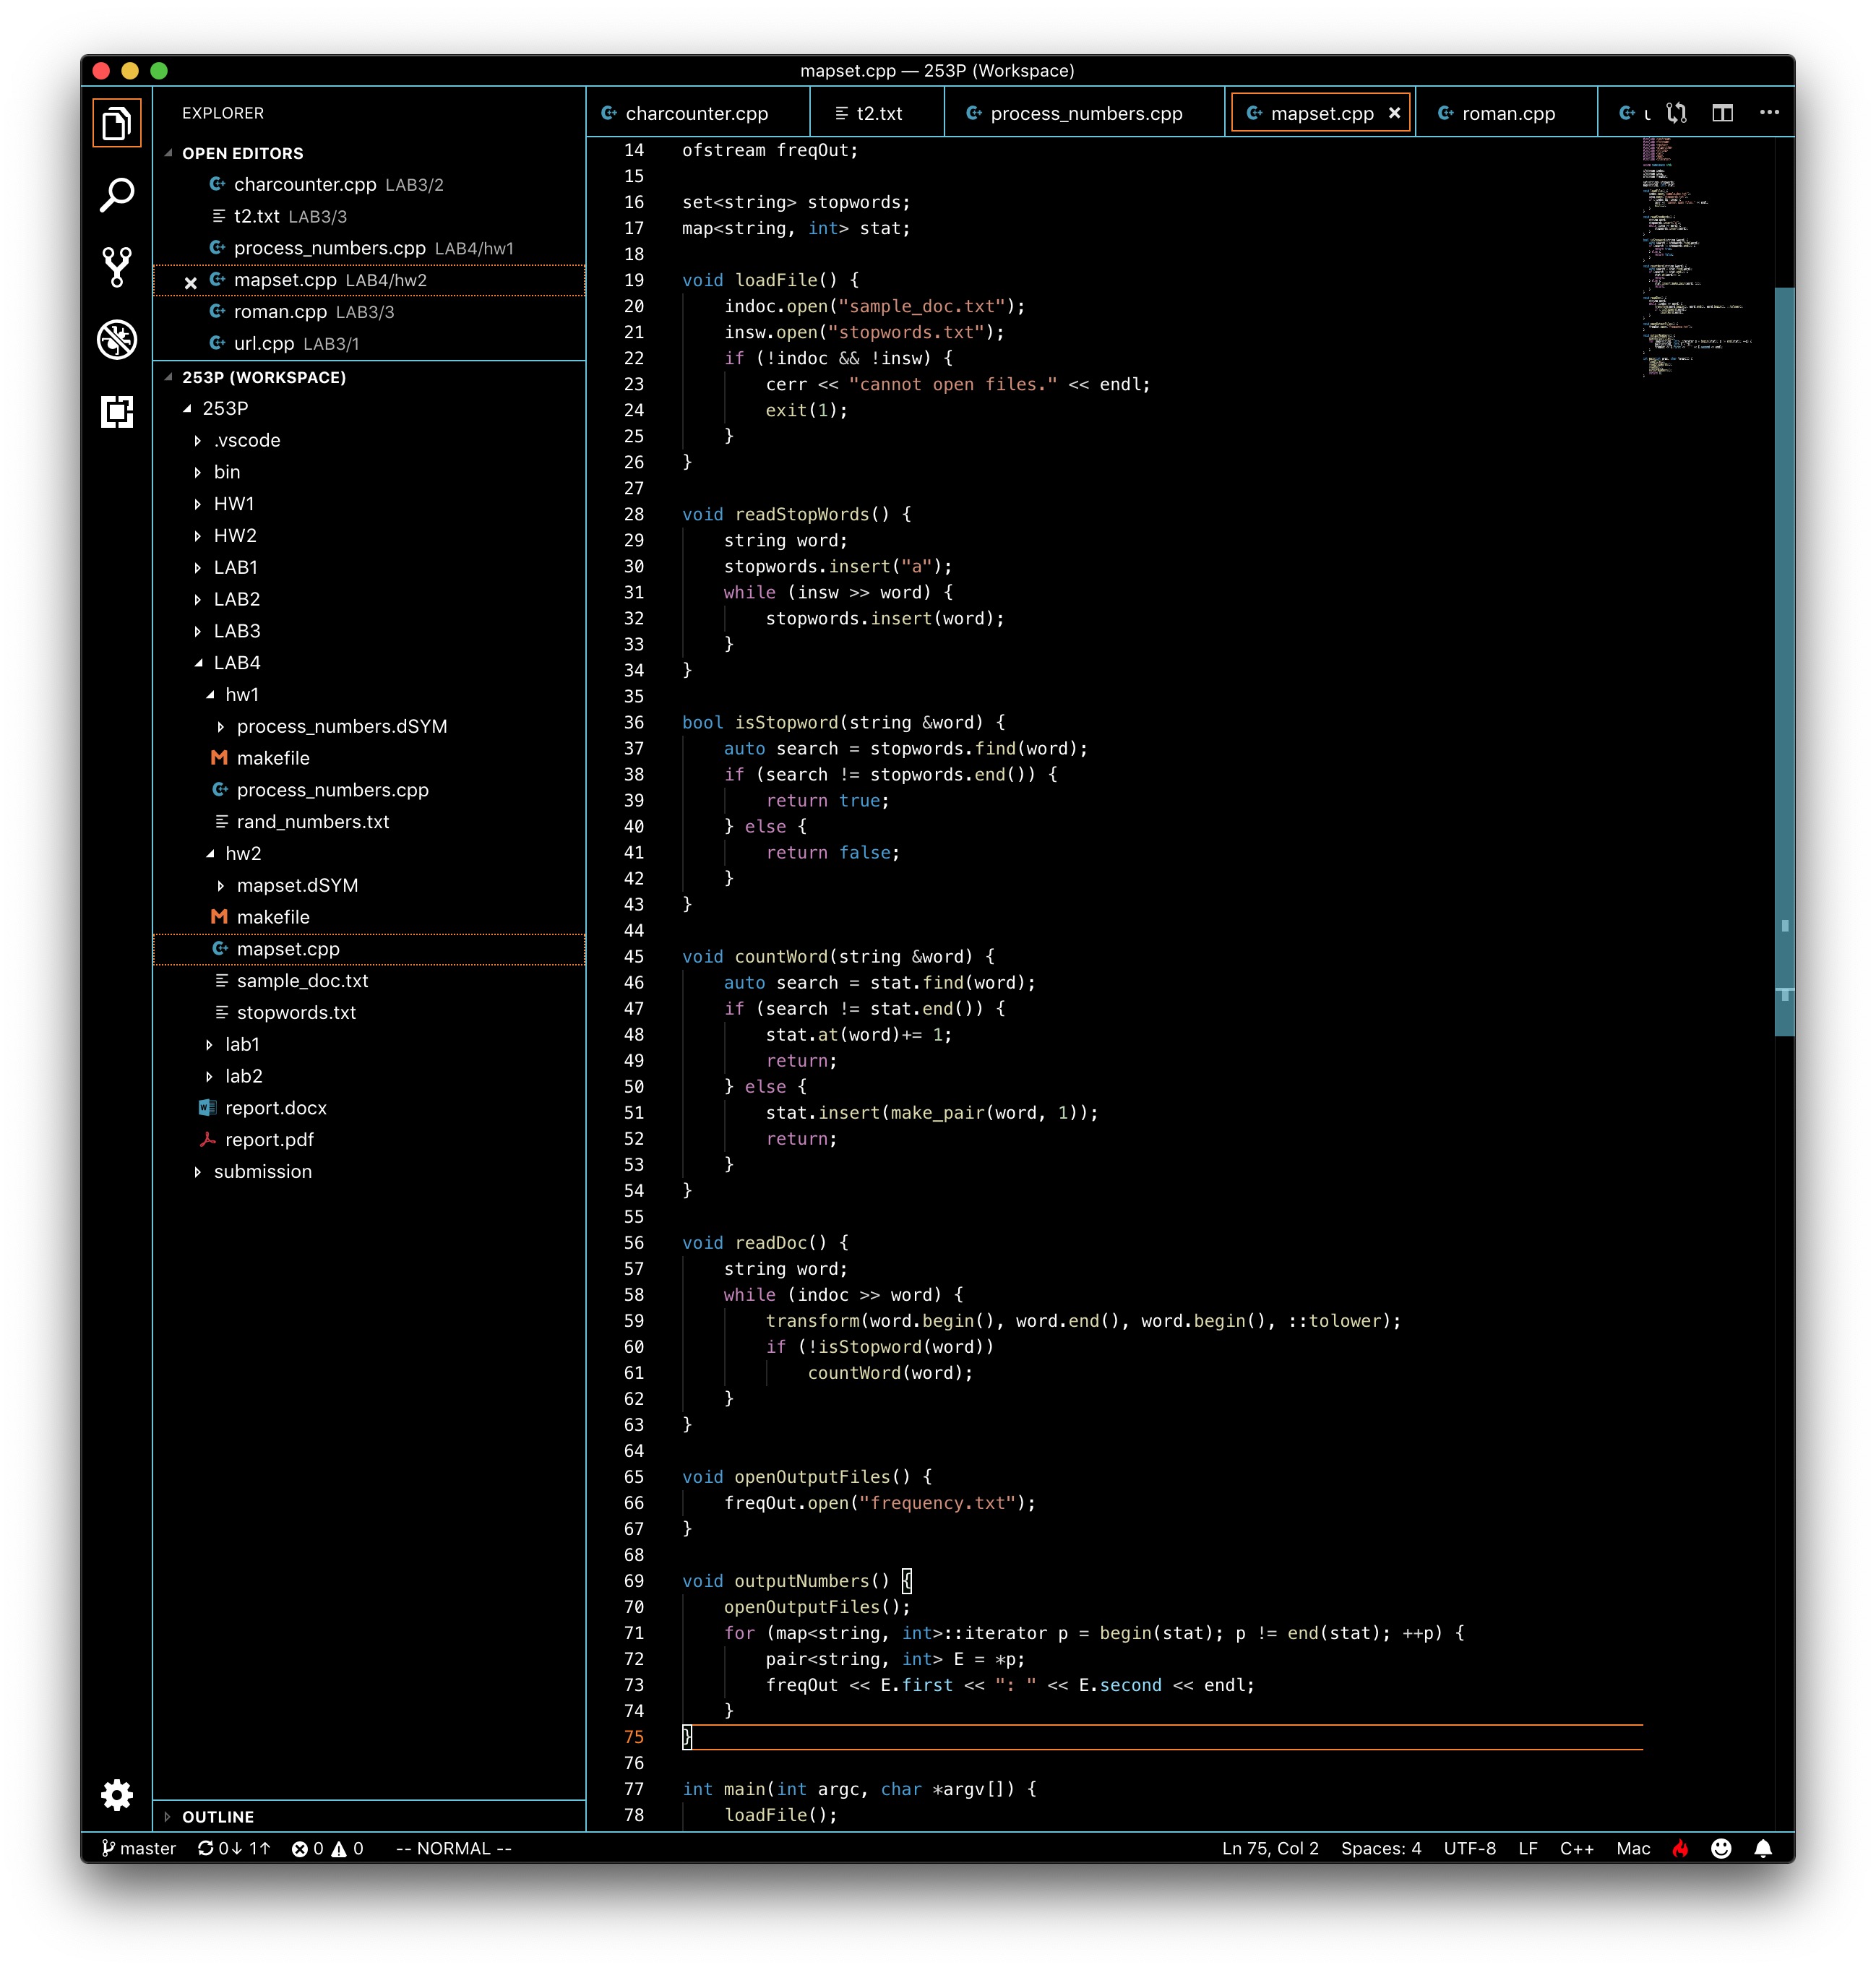 mapset.cpp — 253P (Workspace)
EXPLORER
OPEN EDITORS
charcounter.cpp LAB3/2
t2.txt LAB3/3
process_numbers.cpp LAB4/hw1
mapset.cpp LAB4/hw2
roman.cpp LAB3/3
url.cpp LAB3/1
253P (WORKSPACE)
253P
.vscode
bin
HW1
HW2
LAB1
LAB2
LAB3
LAB4
hw1
process_numbers.dSYM
makefile
process_numbers.cpp
rand_numbers.txt
hw2
mapset.dSYM
makefile
mapset.cpp
sample_doc.txt
stopwords.txt
lab1
lab2
report.docx
report.pdf
submission
OUTLINE
charcounter.cpp t2.txt process_numbers.cpp mapset.cpp roman.cpp
14 ofstream freqOut;
15
16 set<string> stopwords;
17 map<string, int> stat;
18
19 void loadFile() {
20     indoc.open("sample_doc.txt");
21     insw.open("stopwords.txt");
22     if (!indoc && !insw) {
23         cerr << "cannot open files." << endl;
24         exit(1);
25     }
26 }
27
28 void readStopWords() {
29     string word;
30     stopwords.insert("a");
31     while (insw >> word) {
32         stopwords.insert(word);
33     }
34 }
35
36 bool isStopword(string &word) {
37     auto search = stopwords.find(word);
38     if (search != stopwords.end()) {
39         return true;
40     } else {
41         return false;
42     }
43 }
44
45 void countWord(string &word) {
46     auto search = stat.find(word);
47     if (search != stat.end()) {
48         stat.at(word)+= 1;
49         return;
50     } else {
51         stat.insert(make_pair(word, 1));
52         return;
53     }
54 }
55
56 void readDoc() {
57     string word;
58     while (indoc >> word) {
59         transform(word.begin(), word.end(), word.begin(), ::tolower);
60         if (!isStopword(word))
61             countWord(word);
62     }
63 }
64
65 void openOutputFiles() {
66     freqOut.open("frequency.txt");
67 }
68
69 void outputNumbers() {
70     openOutputFiles();
71     for (map<string, int>::iterator p = begin(stat); p != end(stat); ++p) {
72         pair<string, int> E = *p;
73         freqOut << E.first << ": " << E.second << endl;
74     }
75 }
76
77 int main(int argc, char *argv[]) {
78     loadFile();
master 0↓ 1↑ 0 0 -- NORMAL -- Ln 75, Col 2 Spaces: 4 UTF-8 LF C++ Mac